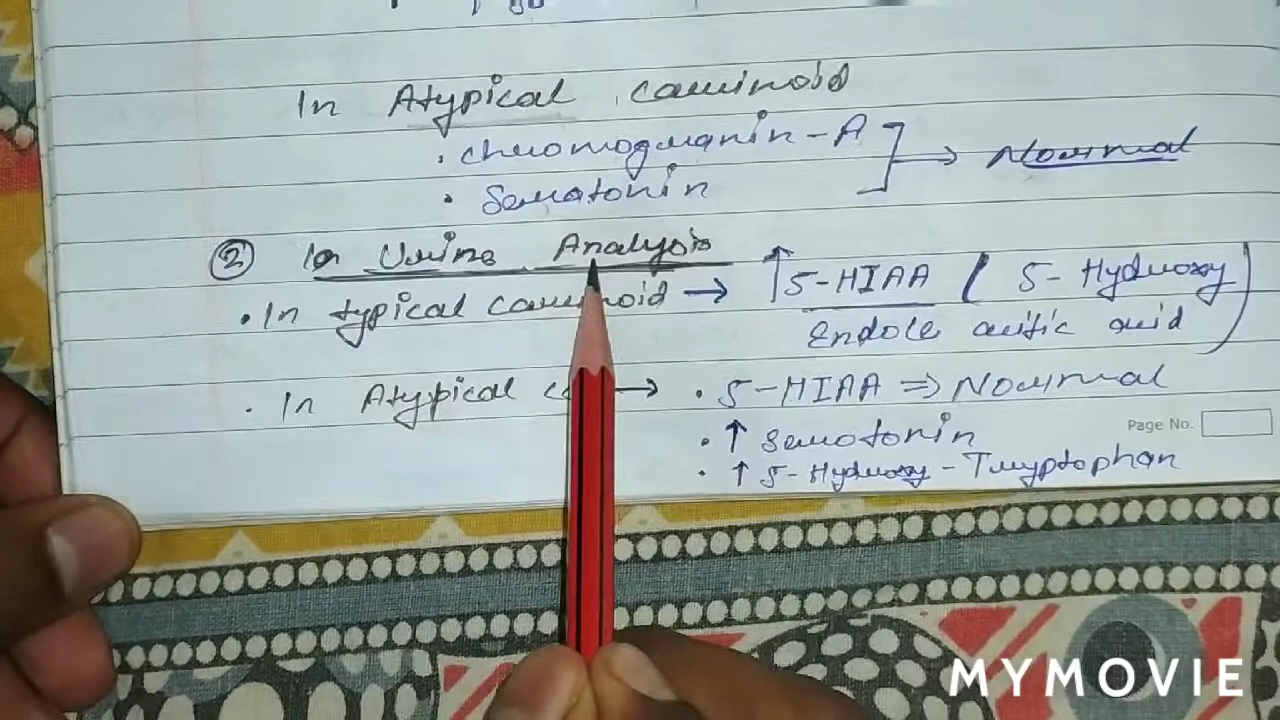 In Atypical carcinoid
• chromogranin-A
• Serotonin
→ Normal
② In Urine Analysis
• In typical carcinoid → ↑ 5-HIAA ( 5-Hydroxy
Endole acitic acid )
• In Atypical → • 5-HIAA ⇒ Normal
• ↑ serotonin
• ↑ 5-Hydroxy-Tryptophan
Page No.
MYMOVIE